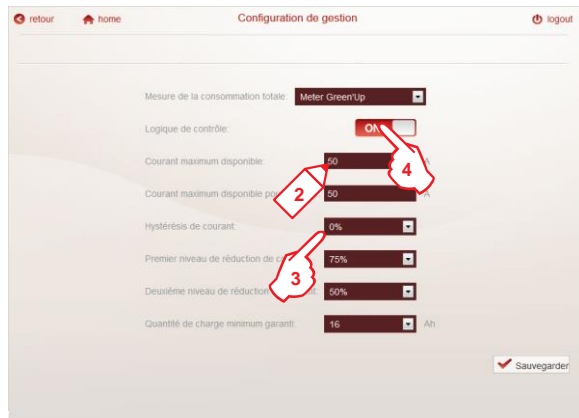 retour home Configuration de gestion logout
Mesure de la consommation totale: Meter Green'Up
Logique de contrôle: ON
4
Courant maximum disponible: 50 A
2
Courant maximum disponible 50 A
Hystérésis de courant: 0%
3
Premier niveau de réduction de 75%
Deuxième niveau de réduction 50%
Quantité de charge minimum garanti: 16 Ah
Sauvegarder